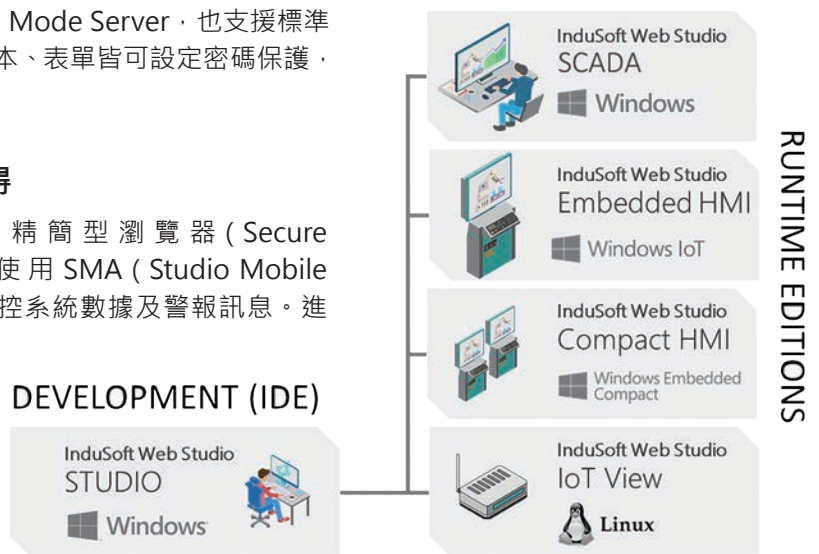 Mode Server，也支援標準
本、表單皆可設定密碼保護，
得
精簡型瀏覽器(Secure
使用SMA (Studio Mobile
控系統數據及警報訊息。進
DEVELOPMENT (IDE)
InduSoft Web Studio
STUDIO
Windows
InduSoft Web Studio
SCADA
Windows
InduSoft Web Studio
Embedded HMI
Windows IoT
InduSoft Web Studio
Compact HMI
Windows Embedded
Compact
InduSoft Web Studio
IoT View
Linux
RUNTIME EDITIONS